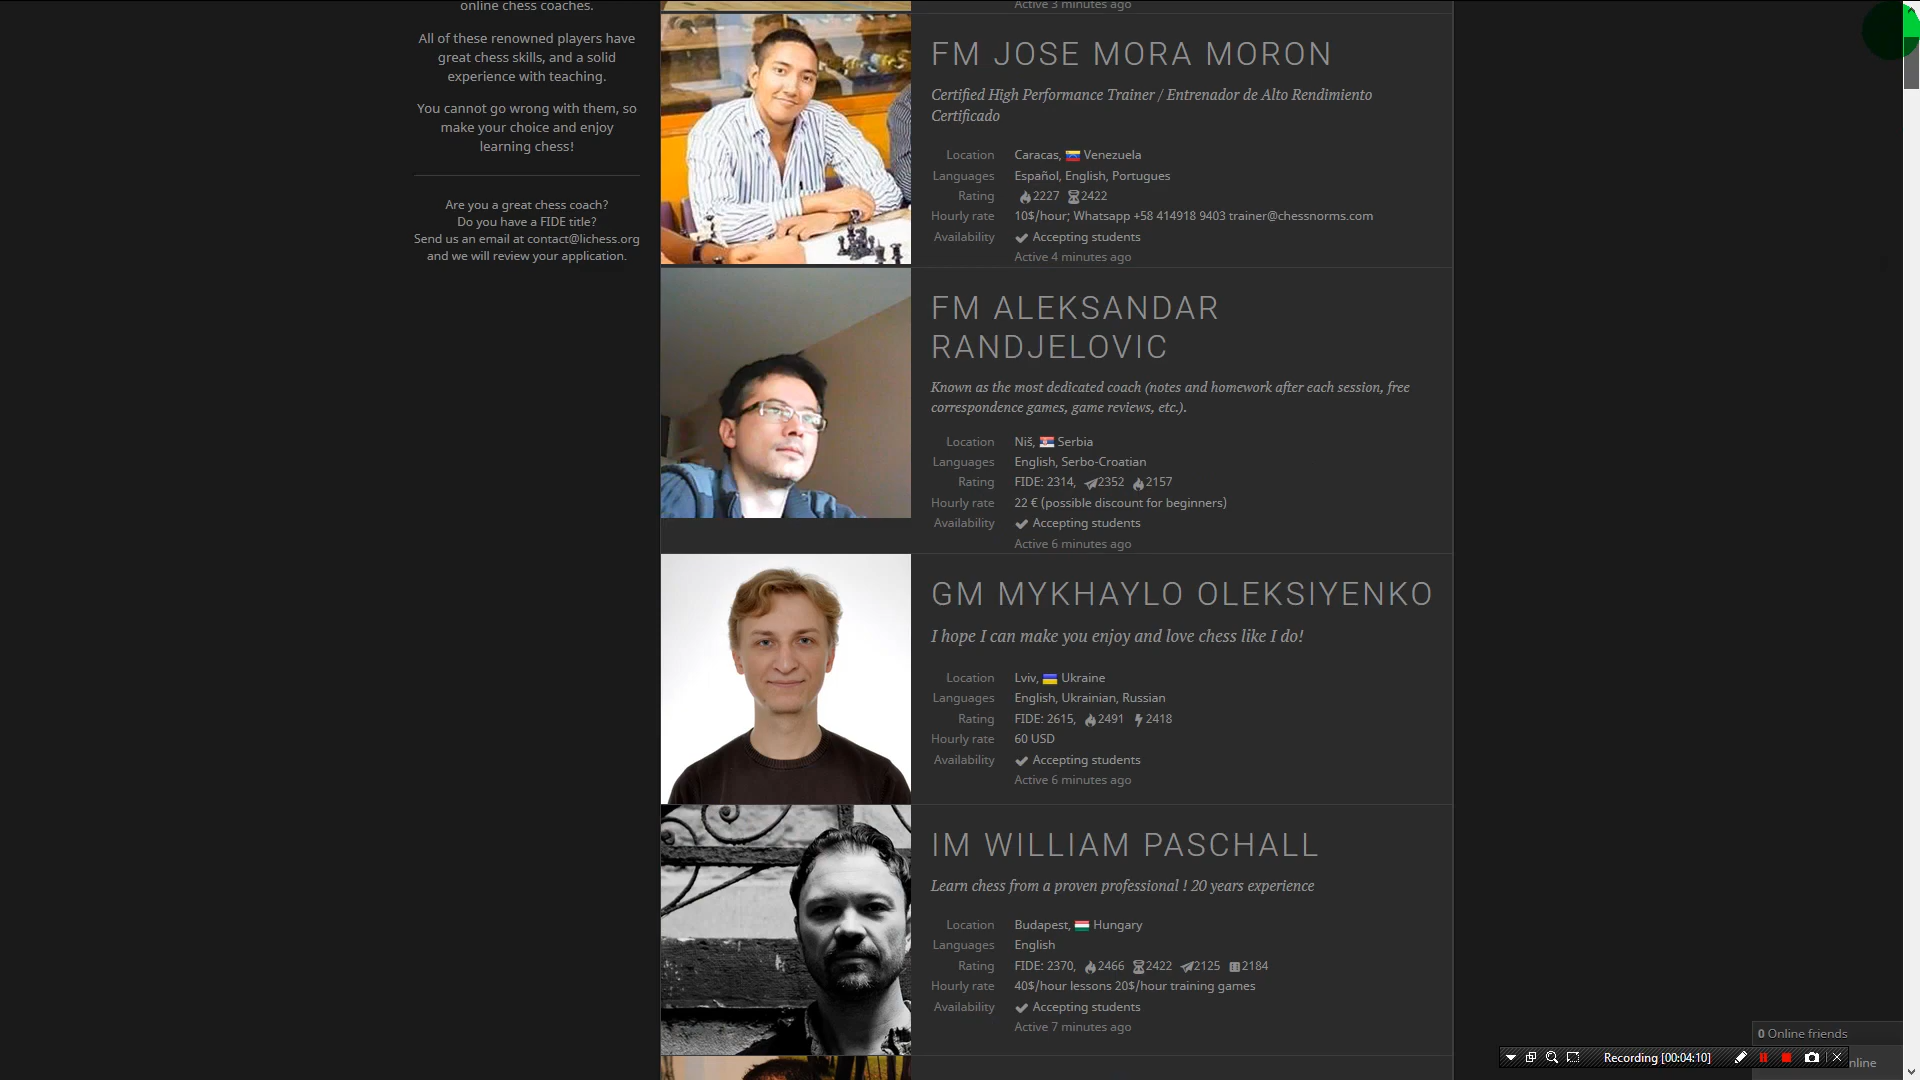 online chess coaches.
All of these renowned players have
great chess skills, and a solid
experience with teaching.
You cannot go wrong with them, so
make your choice and enjoy
learning chess!
Are you a great chess coach?
Do you have a FIDE title?
Send us an email at contact@lichess.org
and we will review your application.
Active 3 minutes ago
FM JOSE MORA MORON
Certified High Performance Trainer / Entrenador de Alto Rendimiento
Certificado
Location Caracas, Venezuela
Languages Español, English, Portugues
Rating 2227 2422
Hourly rate 10$/hour; Whatsapp +58 414918 9403 trainer@chessnorms.com
Availability Accepting students
Active 4 minutes ago
FM ALEKSANDAR
RANDJELOVIC
Known as the most dedicated coach (notes and homework after each session, free
correspondence games, game reviews, etc.).
Location Niš, Serbia
Languages English, Serbo-Croatian
Rating FIDE: 2314, 2352 2157
Hourly rate 22 € (possible discount for beginners)
Availability Accepting students
Active 6 minutes ago
GM MYKHAYLO OLEKSIYENKO
I hope I can make you enjoy and love chess like I do!
Location Lviv, Ukraine
Languages English, Ukrainian, Russian
Rating FIDE: 2615, 2491 2418
Hourly rate 60 USD
Availability Accepting students
Active 6 minutes ago
IM WILLIAM PASCHALL
Learn chess from a proven professional ! 20 years experience
Location Budapest, Hungary
Languages English
Rating FIDE: 2370, 2466 2422 2125 2184
Hourly rate 40$/hour lessons 20$/hour training games
Availability Accepting students
Active 7 minutes ago
0 Online friends
Recording [00:04:10]
nline